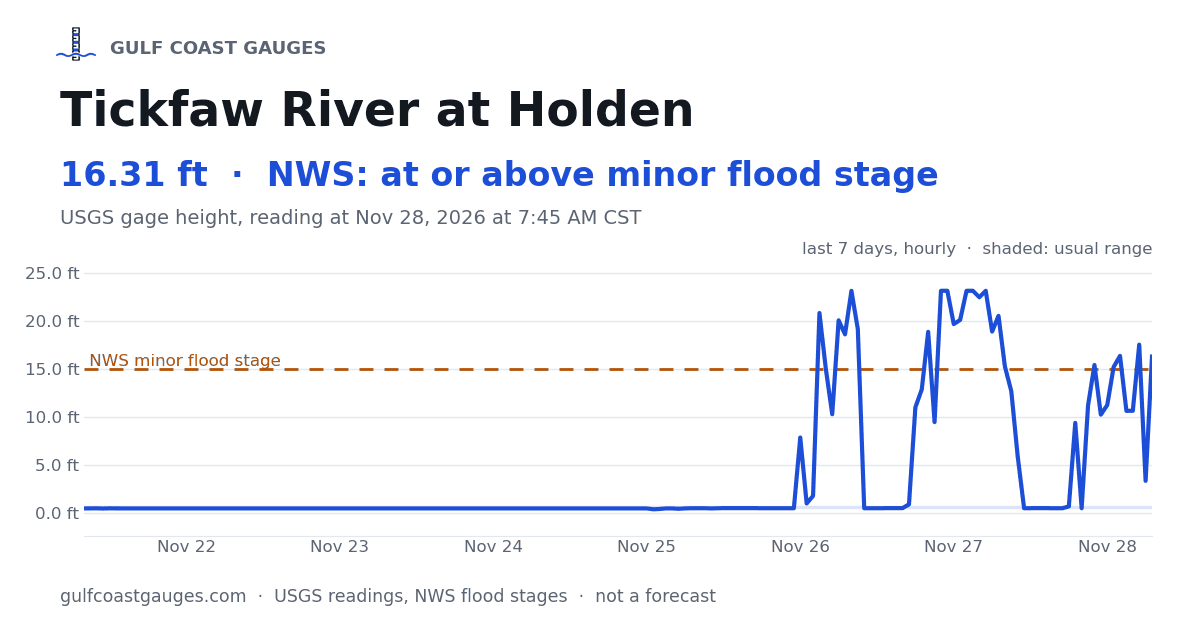 GULF COAST GAUGES
Tickfaw River at Holden
16.31 ft · NWS: at or above minor flood stage
USGS gage height, reading at Nov 28, 2026 at 7:45 AM CST
last 7 days, hourly · shaded: usual range
25.0 ft
20.0 ft
NWS minor flood stage
15.0 ft
10.0 ft
5.0 ft
0.0 ft
Nov 22 Nov 23 Nov 24 Nov 25 Nov 26 Nov 27 Nov 28
gulfcoastgauges.com · USGS readings, NWS flood stages · not a forecast